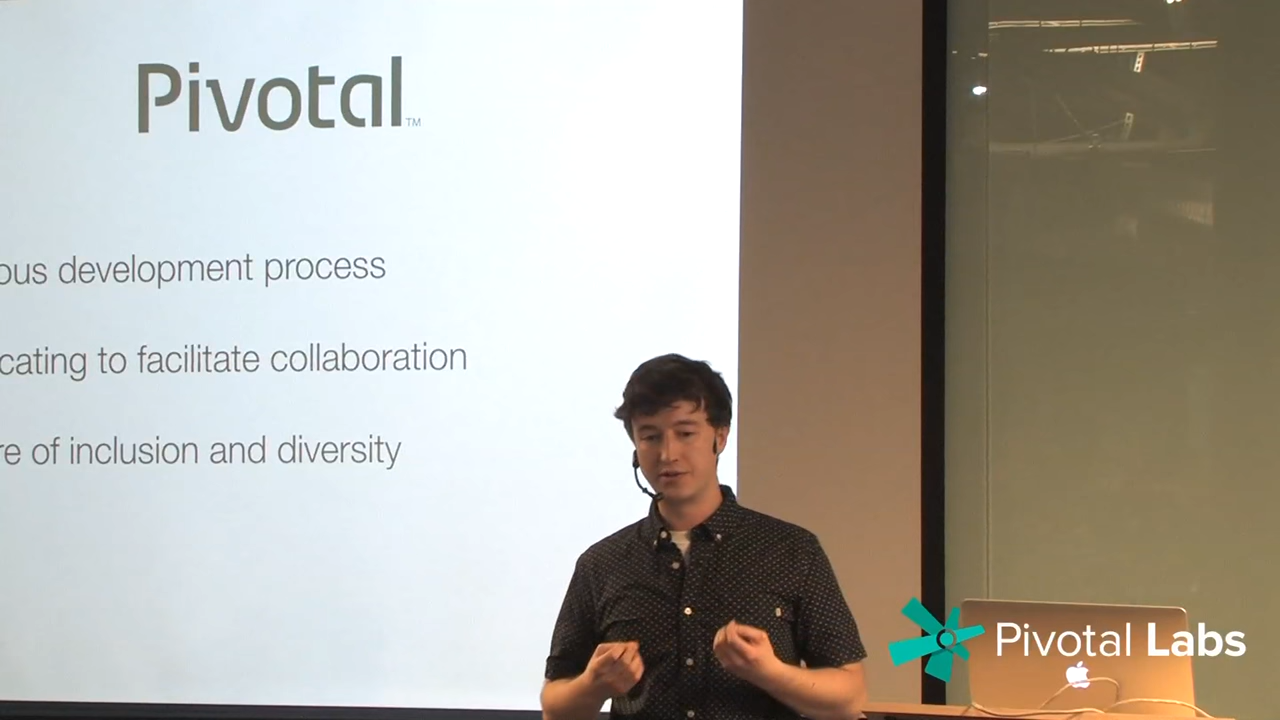 Pivotal™
ous development process
cating to facilitate collaboration
re of inclusion and diversity
Pivotal Labs